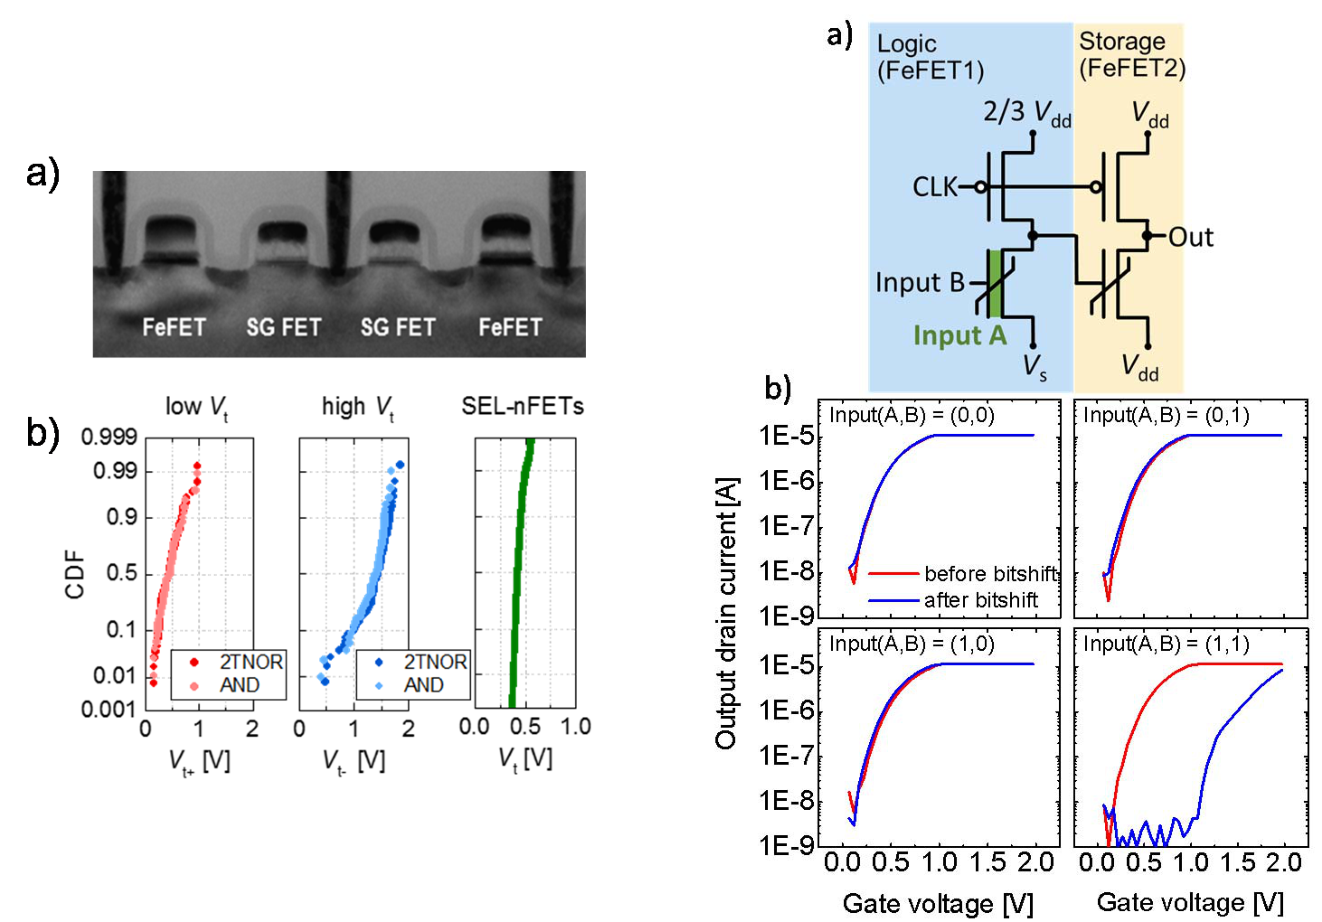 a)
FeFET SG FET SG FET FeFET
b)
low Vt
high Vt
SEL-nFETs
CDF
0.999
0.99
0.9
0.5
0.1
0.01
0.001
2TNOR
AND
2TNOR
AND
0 1 2
0 1 2
0.0 0.5 1.0
Vt+ [V]
Vt- [V]
Vt [V]
a)
Logic
(FeFET1)
Storage
(FeFET2)
2/3 Vdd
Vdd
CLK
Out
Input B
Input A
Vs
Vdd
b)
Output drain current [A]
Input(A,B) = (0,0)
1E-5
1E-6
1E-7
1E-8
1E-9
before bitshift
after bitshift
Input(A,B) = (0,1)
Input(A,B) = (1,0)
1E-5
1E-6
1E-7
1E-8
1E-9
Input(A,B) = (1,1)
0.0 0.5 1.0 1.5 2.0
0.0 0.5 1.0 1.5 2.0
Gate voltage [V]
Gate voltage [V]